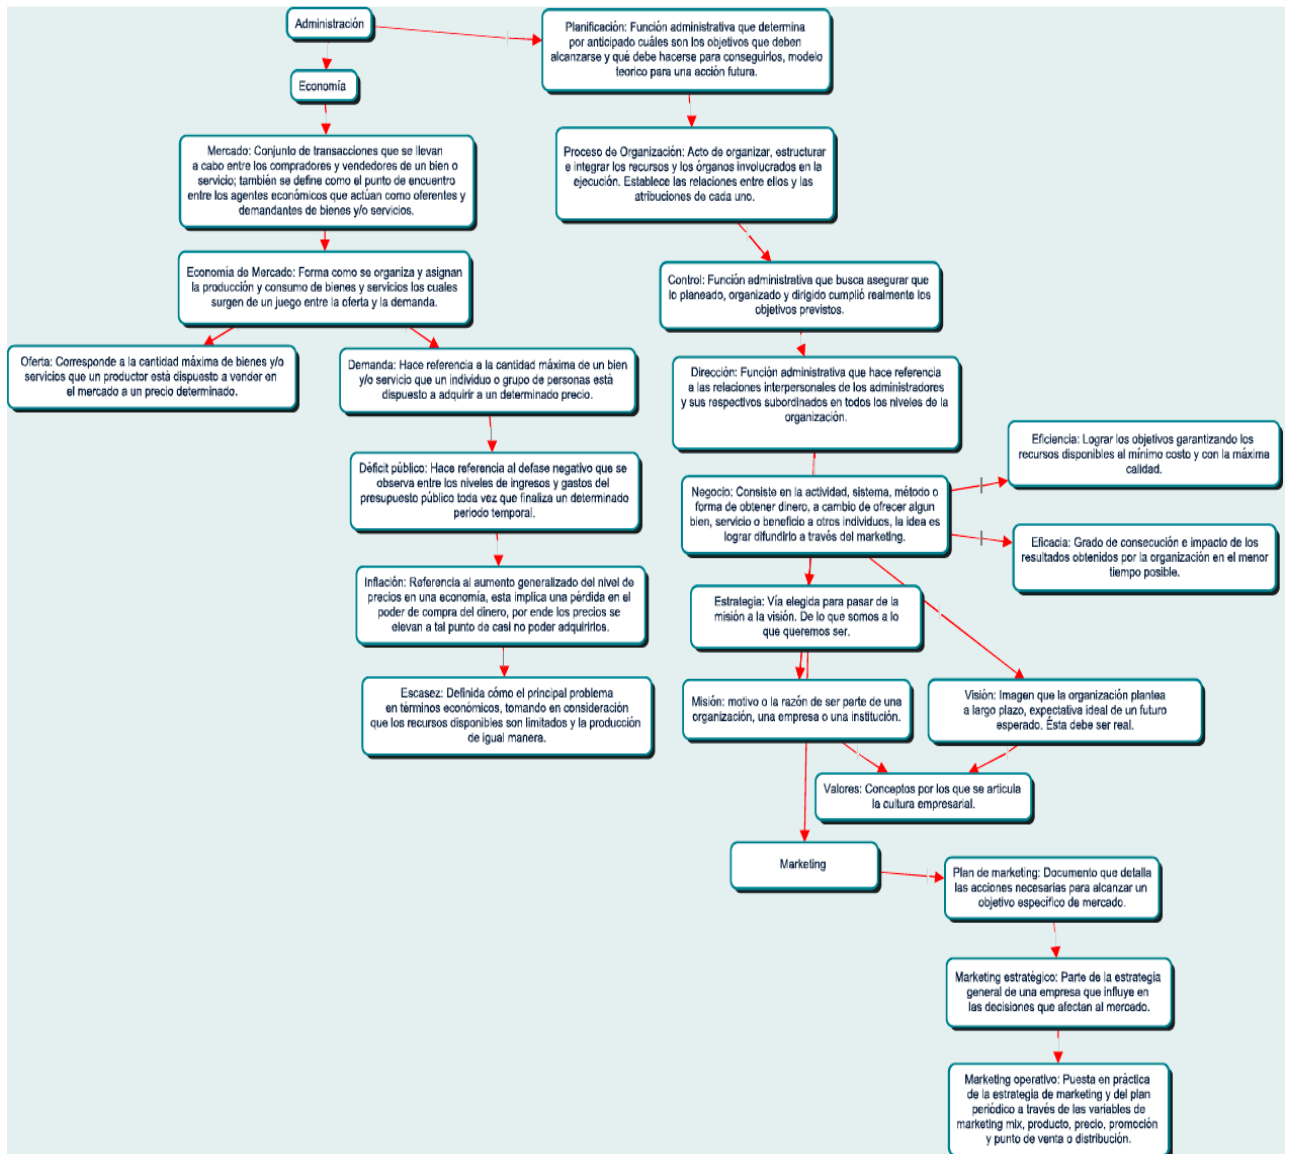 Administración
Planificación: Función administrativa que determina
por anticipado cuáles son los objetivos que deben
alcanzarse y qué debe hacerse para conseguirlos, modelo
teorico para una acción futura.
Economía
Mercado: Conjunto de transacciones que se llevan
a cabo entre los compradores y vendedores de un bien o
servicio; también se define como el punto de encuentro
entre los agentes económicos que actúan como oferentes y
demandantes de bienes y/o servicios.
Proceso de Organización: Acto de organizar, estructurar
e integrar los recursos y los órganos involucrados en la
ejecución. Establece las relaciones entre ellos y las
atribuciones de cada uno.
Economía de Mercado: Forma como se organiza y asignan
la producción y consumo de bienes y servicios los cuales
surgen de un juego entre la oferta y la demanda.
Control: Función administrativa que busca asegurar que
lo planeado, organizado y dirigido cumplió realmente los
objetivos previstos.
Oferta: Corresponde a la cantidad máxima de bienes y/o
servicios que un productor está dispuesto a vender en
el mercado a un precio determinado.
Demanda: Hace referencia a la cantidad máxima de un bien
y/o servicio que un individuo o grupo de personas está
dispuesto a adquirir a un determinado precio.
Dirección: Función administrativa que hace referencia
a las relaciones interpersonales de los administradores
y sus respectivos subordinados en todos los niveles de la
organización.
Déficit público: Hace referencia al defase negativo que se
observa entre los niveles de ingresos y gastos del
presupuesto público toda vez que finaliza un determinado
periodo temporal.
Negocio: Consiste en la actividad, sistema, método o
forma de obtener dinero, a cambio de ofrecer algun
bien, servicio o beneficio a otros individuos, la idea es
lograr difundirlo a través del marketing.
Eficiencia: Lograr los objetivos garantizando los
recursos disponibles al mínimo costo y con la máxima
calidad.
Eficacia: Grado de consecución e impacto de los
resultados obtenidos por la organización en el menor
tiempo posible.
Inflación: Referencia al aumento generalizado del nivel de
precios en una economía, esta implica una pérdida en el
poder de compra del dinero, por ende los precios se
elevan a tal punto de casi no poder adquirirlos.
Estrategia: Vía elegida para pasar de la
misión a la visión. De lo que somos a lo
que queremos ser.
Escasez: Definida cómo el principal problema
en términos económicos, tomando en consideración
que los recursos disponibles son limitados y la producción
de igual manera.
Misión: motivo o la razón de ser parte de una
organización, una empresa o una institución.
Visión: Imagen que la organización plantea
a largo plazo, expectativa ideal de un futuro
esperado. Ésta debe ser real.
Valores: Conceptos por los que se articula
la cultura empresarial.
Marketing
Plan de marketing: Documento que detalla
las acciones necesarias para alcanzar un
objetivo específico de mercado.
Marketing estratégico: Parte de la estrategia
general de una empresa que influye en
las decisiones que afectan al mercado.
Marketing operativo: Puesta en práctica
de la estrategia de marketing y del plan
periódico a través de las variables de
marketing mix, producto, precio, promoción
y punto de venta o distribución.